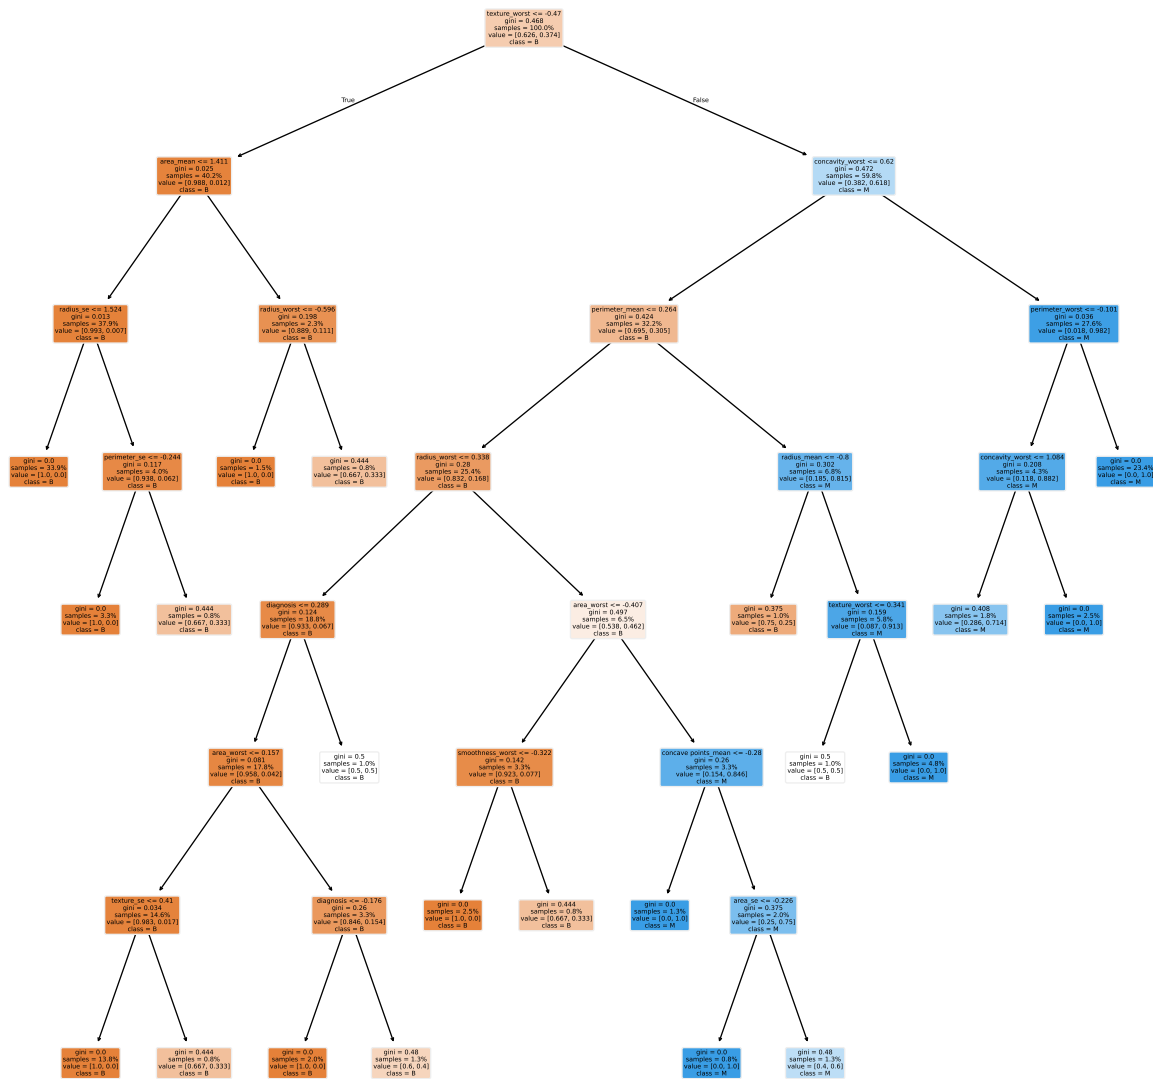 texture_worst <= -0.47
gini = 0.468
samples = 100.0%
value = [0.626, 0.374]
class = B
True
False
area_mean <= 1.411
gini = 0.025
samples = 40.2%
value = [0.988, 0.012]
class = B
concavity_worst <= 0.62
gini = 0.472
samples = 59.8%
value = [0.382, 0.618]
class = M
radius_se <= 1.524
gini = 0.013
samples = 37.9%
value = [0.993, 0.007]
class = B
radius_worst <= -0.596
gini = 0.198
samples = 2.3%
value = [0.889, 0.111]
class = B
perimeter_mean <= 0.264
gini = 0.424
samples = 32.2%
value = [0.695, 0.305]
class = B
perimeter_worst <= -0.101
gini = 0.036
samples = 27.6%
value = [0.018, 0.982]
class = M
gini = 0.0
samples = 33.9%
value = [1.0, 0.0]
class = B
perimeter_se <= -0.244
gini = 0.117
samples = 4.0%
value = [0.938, 0.062]
class = B
gini = 0.0
samples = 1.5%
value = [1.0, 0.0]
class = B
gini = 0.444
samples = 0.8%
value = [0.667, 0.333]
class = B
radius_worst <= 0.338
gini = 0.28
samples = 25.4%
value = [0.832, 0.168]
class = B
radius_mean <= -0.8
gini = 0.302
samples = 6.8%
value = [0.185, 0.815]
class = M
concavity_worst <= 1.084
gini = 0.208
samples = 4.3%
value = [0.118, 0.882]
class = M
gini = 0.0
samples = 23.4%
value = [0.0, 1.0]
class = M
gini = 0.0
samples = 3.3%
value = [1.0, 0.0]
class = B
gini = 0.444
samples = 0.8%
value = [0.667, 0.333]
class = B
diagnosis <= 0.289
gini = 0.124
samples = 18.8%
value = [0.933, 0.067]
class = B
area_worst <= -0.407
gini = 0.497
samples = 6.5%
value = [0.538, 0.462]
class = B
gini = 0.375
samples = 1.0%
value = [0.75, 0.25]
class = B
texture_worst <= 0.341
gini = 0.159
samples = 5.8%
value = [0.087, 0.913]
class = M
gini = 0.408
samples = 1.8%
value = [0.286, 0.714]
class = M
gini = 0.0
samples = 2.5%
value = [0.0, 1.0]
class = M
area_worst <= 0.157
gini = 0.081
samples = 17.8%
value = [0.958, 0.042]
class = B
gini = 0.5
samples = 1.0%
value = [0.5, 0.5]
class = B
smoothness_worst <= -0.322
gini = 0.142
samples = 3.3%
value = [0.923, 0.077]
class = B
concave points_mean <= -0.28
gini = 0.26
samples = 3.3%
value = [0.154, 0.846]
class = M
gini = 0.5
samples = 1.0%
value = [0.5, 0.5]
class = B
gini = 0.0
samples = 4.8%
value = [0.0, 1.0]
class = M
texture_se <= 0.41
gini = 0.034
samples = 14.6%
value = [0.983, 0.017]
class = B
diagnosis <= -0.176
gini = 0.26
samples = 3.3%
value = [0.846, 0.154]
class = B
gini = 0.0
samples = 2.5%
value = [1.0, 0.0]
class = B
gini = 0.444
samples = 0.8%
value = [0.667, 0.333]
class = B
gini = 0.0
samples = 1.3%
value = [0.0, 1.0]
class = M
area_se <= -0.226
gini = 0.375
samples = 2.0%
value = [0.25, 0.75]
class = M
gini = 0.0
samples = 13.8%
value = [1.0, 0.0]
class = B
gini = 0.444
samples = 0.8%
value = [0.667, 0.333]
class = B
gini = 0.0
samples = 2.0%
value = [1.0, 0.0]
class = B
gini = 0.48
samples = 1.3%
value = [0.6, 0.4]
class = B
gini = 0.0
samples = 0.8%
value = [0.0, 1.0]
class = M
gini = 0.48
samples = 1.3%
value = [0.4, 0.6]
class = M